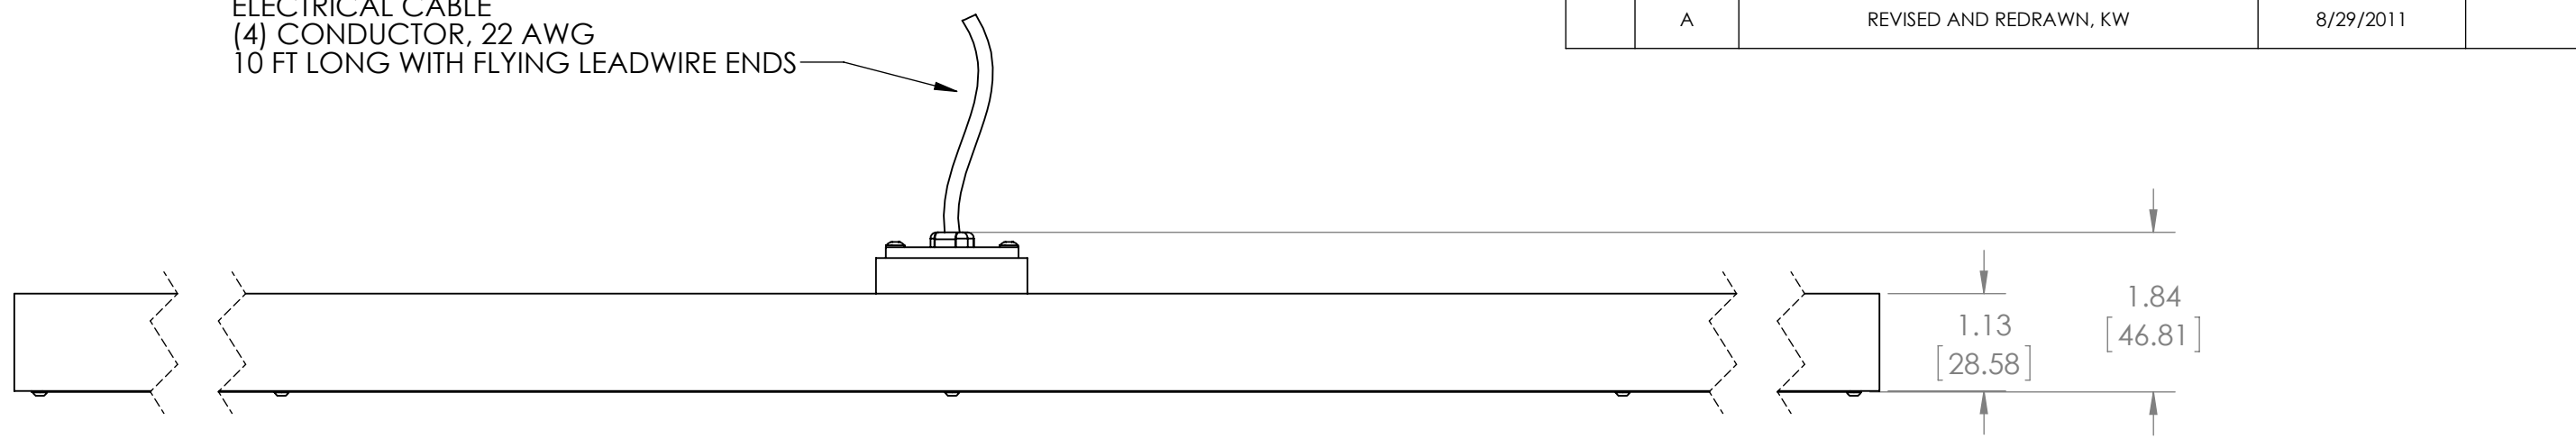 ELECTRICAL CABLE
(4) CONDUCTOR, 22 AWG
10 FT LONG WITH FLYING LEADWIRE ENDS
A REVISED AND REDRAWN, KW 8/29/2011
1.13
[28.58]
1.84
[46.81]